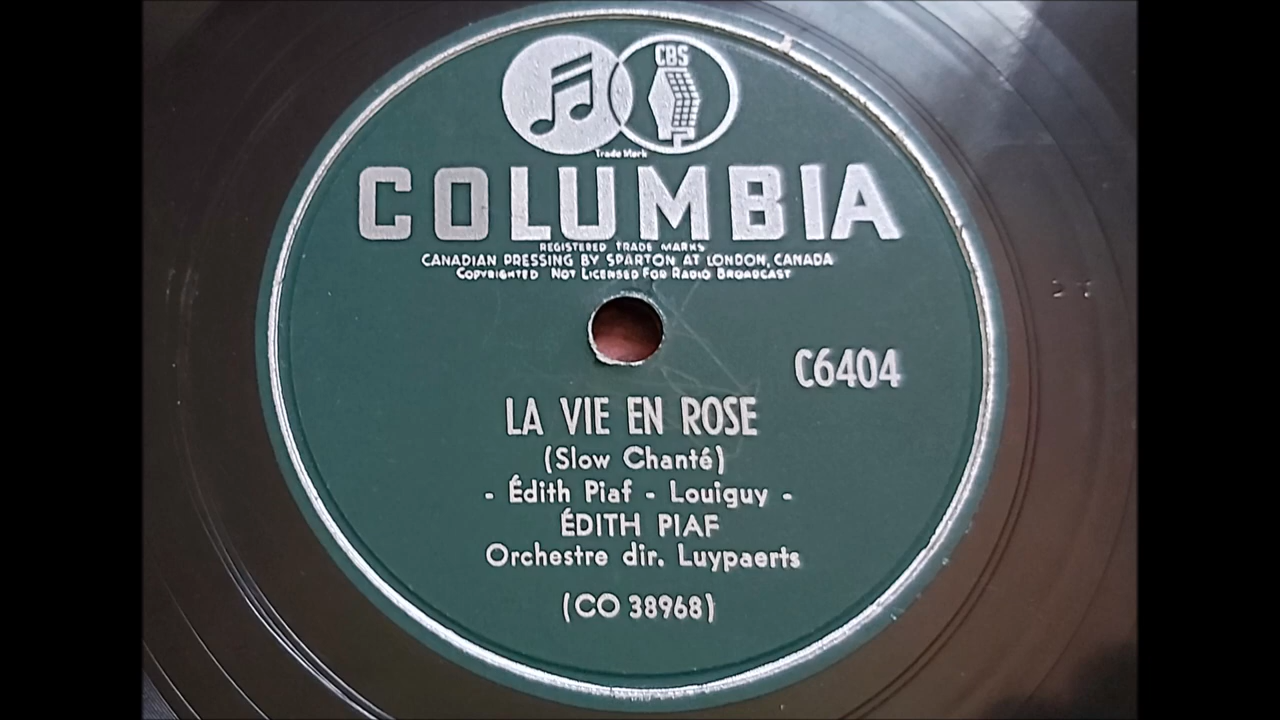 CBS
Trade Mark
COLUMBIA
REGISTERED TRADE MARKS
CANADIAN PRESSING BY SPARTON AT LONDON, CANADA
COPYRIGHTED NOT LICENSED FOR RADIO BROADCAST
C6404
LA VIE EN ROSE
(Slow Chanté)
- Édith Piaf - Louiguy -
ÉDITH PIAF
Orchestre dir. Luypaerts
(CO 38968)